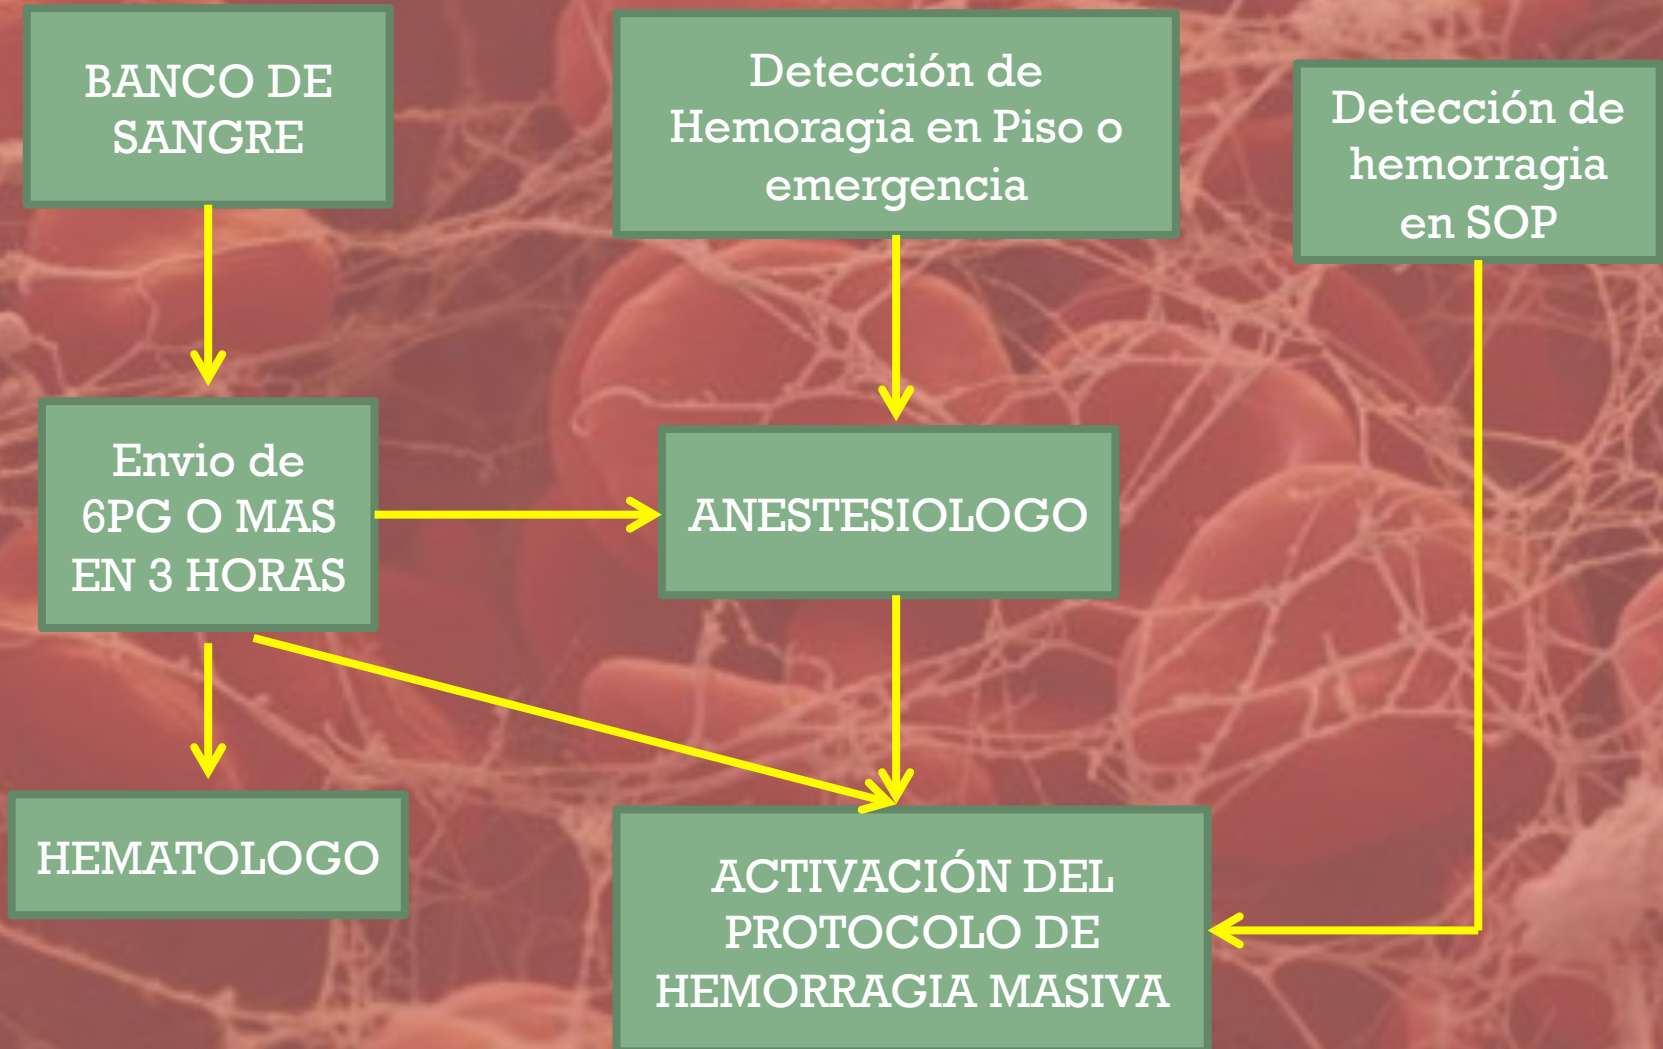 BANCO DE
SANGRE
Detección de
Hemoragia en Piso o
emergencia
Detección de
hemorragia
en SOP
Envio de
6PG O MAS
EN 3 HORAS
ANESTESIOLOGO
HEMATOLOGO
ACTIVACIÓN DEL
PROTOCOLO DE
HEMORRAGIA MASIVA